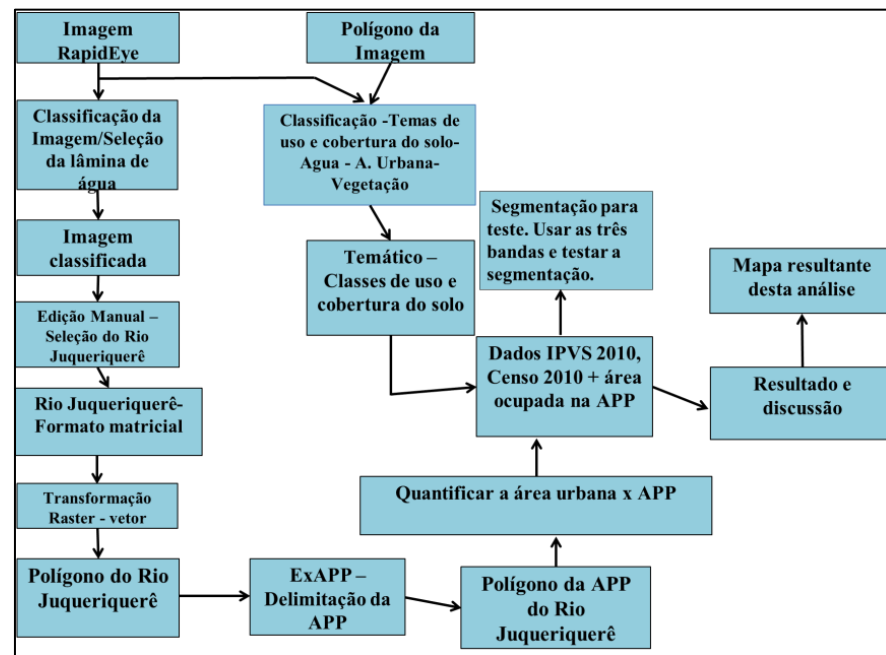 Imagem
RapidEye
Polígono da
Imagem
Classificação da
Imagem/Seleção
da lâmina de
água
Classificação -Temas de
uso e cobertura do solo-
Agua - A. Urbana-
Vegetação
Imagem
classificada
Temático –
Classes de uso e
cobertura do solo
Segmentação para
teste. Usar as três
bandas e testar a
segmentação.
Mapa resultante
desta análise
Edição Manual –
Seleção do Rio
Juqueriquerê
Dados IPVS 2010,
Censo 2010 + área
ocupada na APP
Resultado e
discussão
Rio Juqueriquerê-
Formato matricial
Quantificar a área urbana x APP
Transformação
Raster - vetor
Polígono do Rio
Juqueriquerê
ExAPP –
Delimitação da
APP
Polígono da APP
do Rio
Juqueriquerê